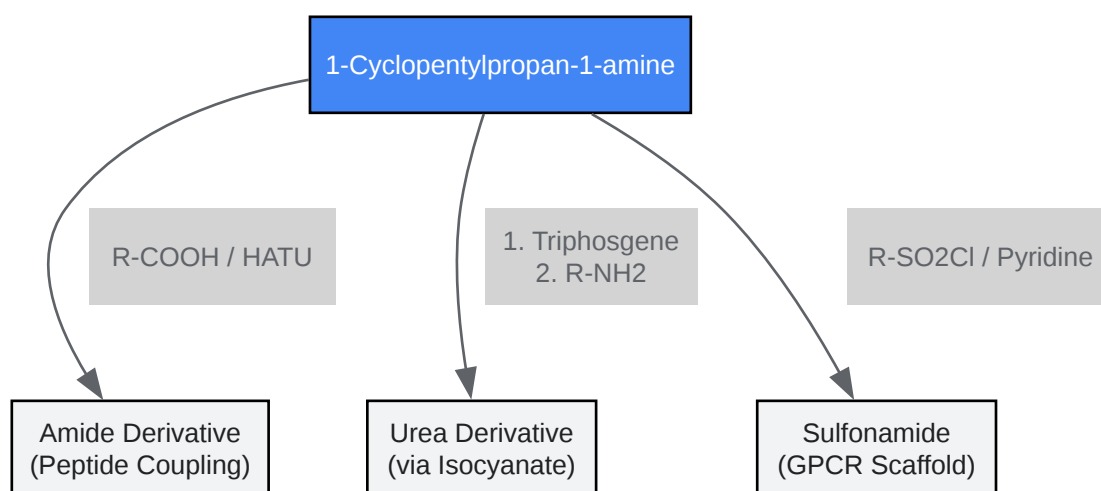 1-Cyclopentylpropan-1-amine
R-COOH / HATU
1. Triphosgene
2. R-NH2
R-SO2Cl / Pyridine
Amide Derivative
(Peptide Coupling)
Urea Derivative
(via Isocyanate)
Sulfonamide
(GPCR Scaffold)